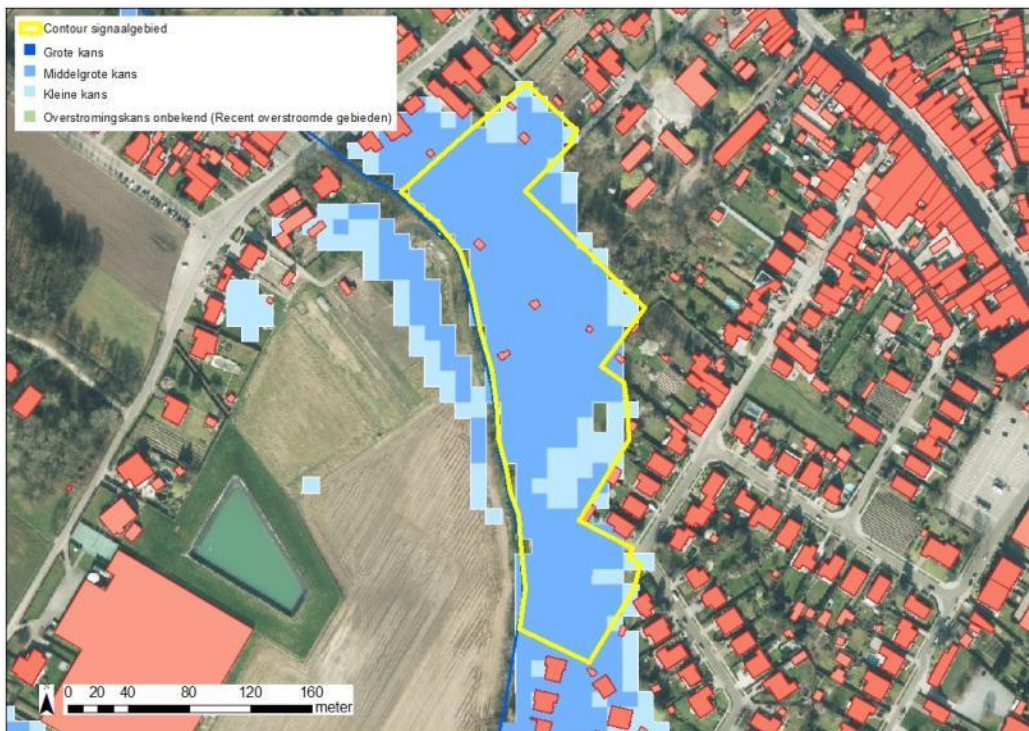 Contour signaalgebied
Grote kans
Middelgrote kans
Kleine kans
Overstromingskans onbekend (Recent overstroomde gebieden)
0 20 40 80 120 160
meter